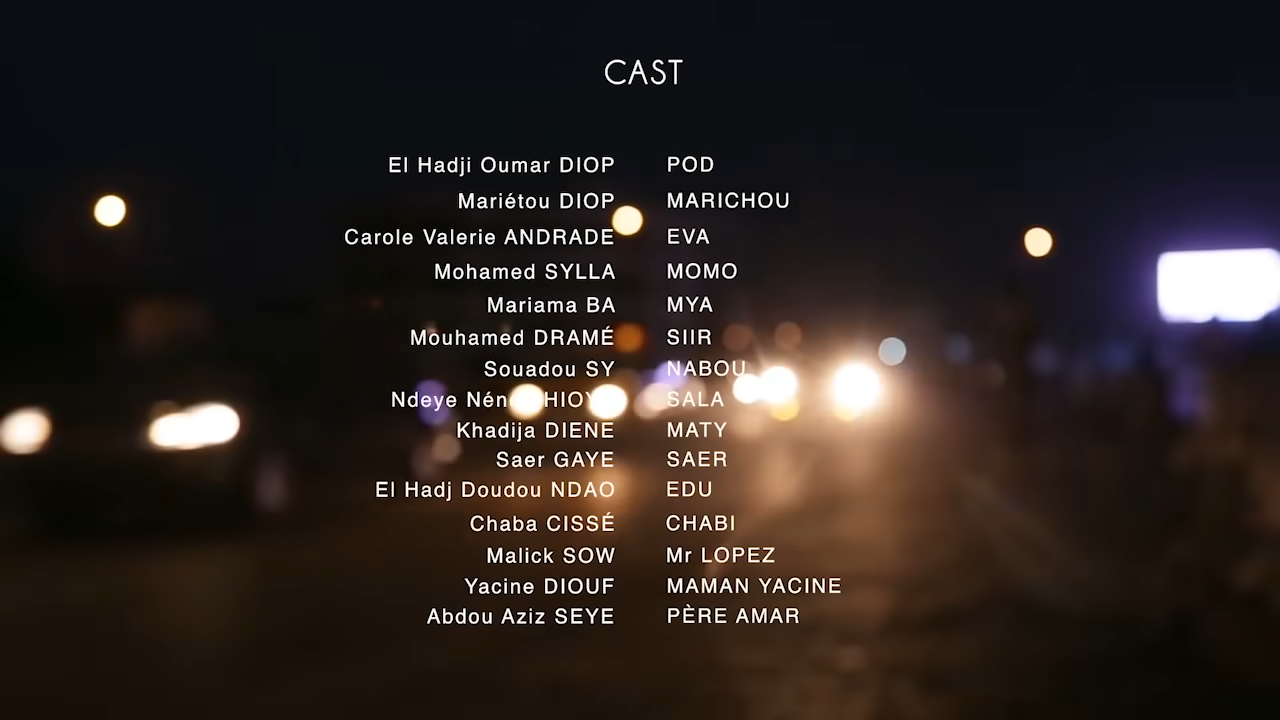 CAST
El Hadji Oumar DIOP POD
Mariétou DIOP MARICHOU
Carole Valerie ANDRADE EVA
Mohamed SYLLA MOMO
Mariama BA MYA
Mouhamed DRAMÉ SIIR
Souadou SY NABOU
Ndeye SALA
Khadija DIENE MATY
Saer GAYE SAER
El Hadj Doudou NDAO EDU
Chaba CISSÉ CHABI
Malick SOW Mr LOPEZ
Yacine DIOUF MAMAN YACINE
Abdou Aziz SEYE PÈRE AMAR